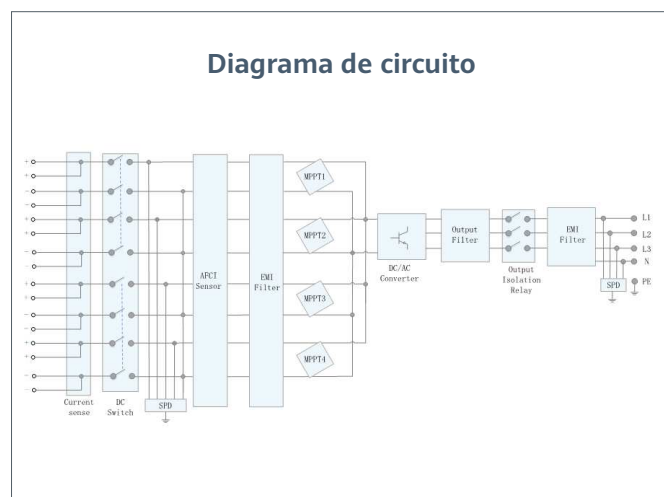 Diagrama de circuito
+
+
-
-
+
+
-
-
+
+
-
-
+
+
-
-
Current
sense
DC
Switch
SPD
AFCI
Sensor
EMI
Filter
MPPT1
MPPT2
MPPT3
MPPT4
DC/AC
Converter
Output
Filter
Output
Isolation
Relay
EMI
Filter
SPD
L1
L2
L3
N
PE